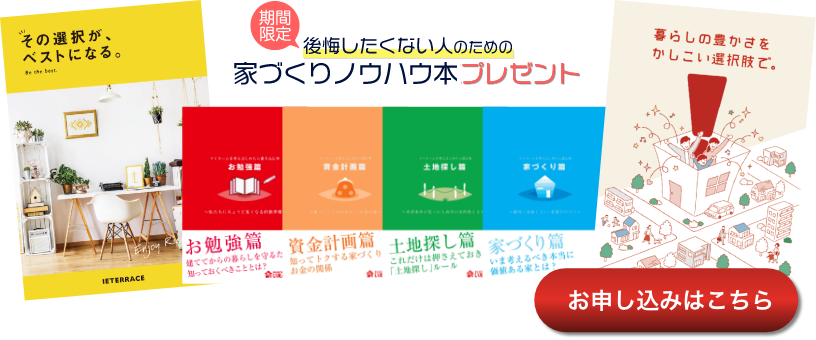 その選択が、
ベストになる。
Be the best.
IETERRACE
期間
限定
後悔したくない人のための
家づくりノウハウ本プレゼント
お勉強篇
資金計画篇
土地探し篇
家づくり篇
お勉強篇
建ててからの暮らしを守るた
知っておくべきこととは?
資金計画篇
知ってトクする家づくり
お金の関係
土地探し篇
これだけは押さえておき
「土地探し」ルール
家づくり篇
いま考えるべき本当に
価値ある家とは?
暮らしの豊かさを
かしこい選択肢で。
お申し込みはこちら